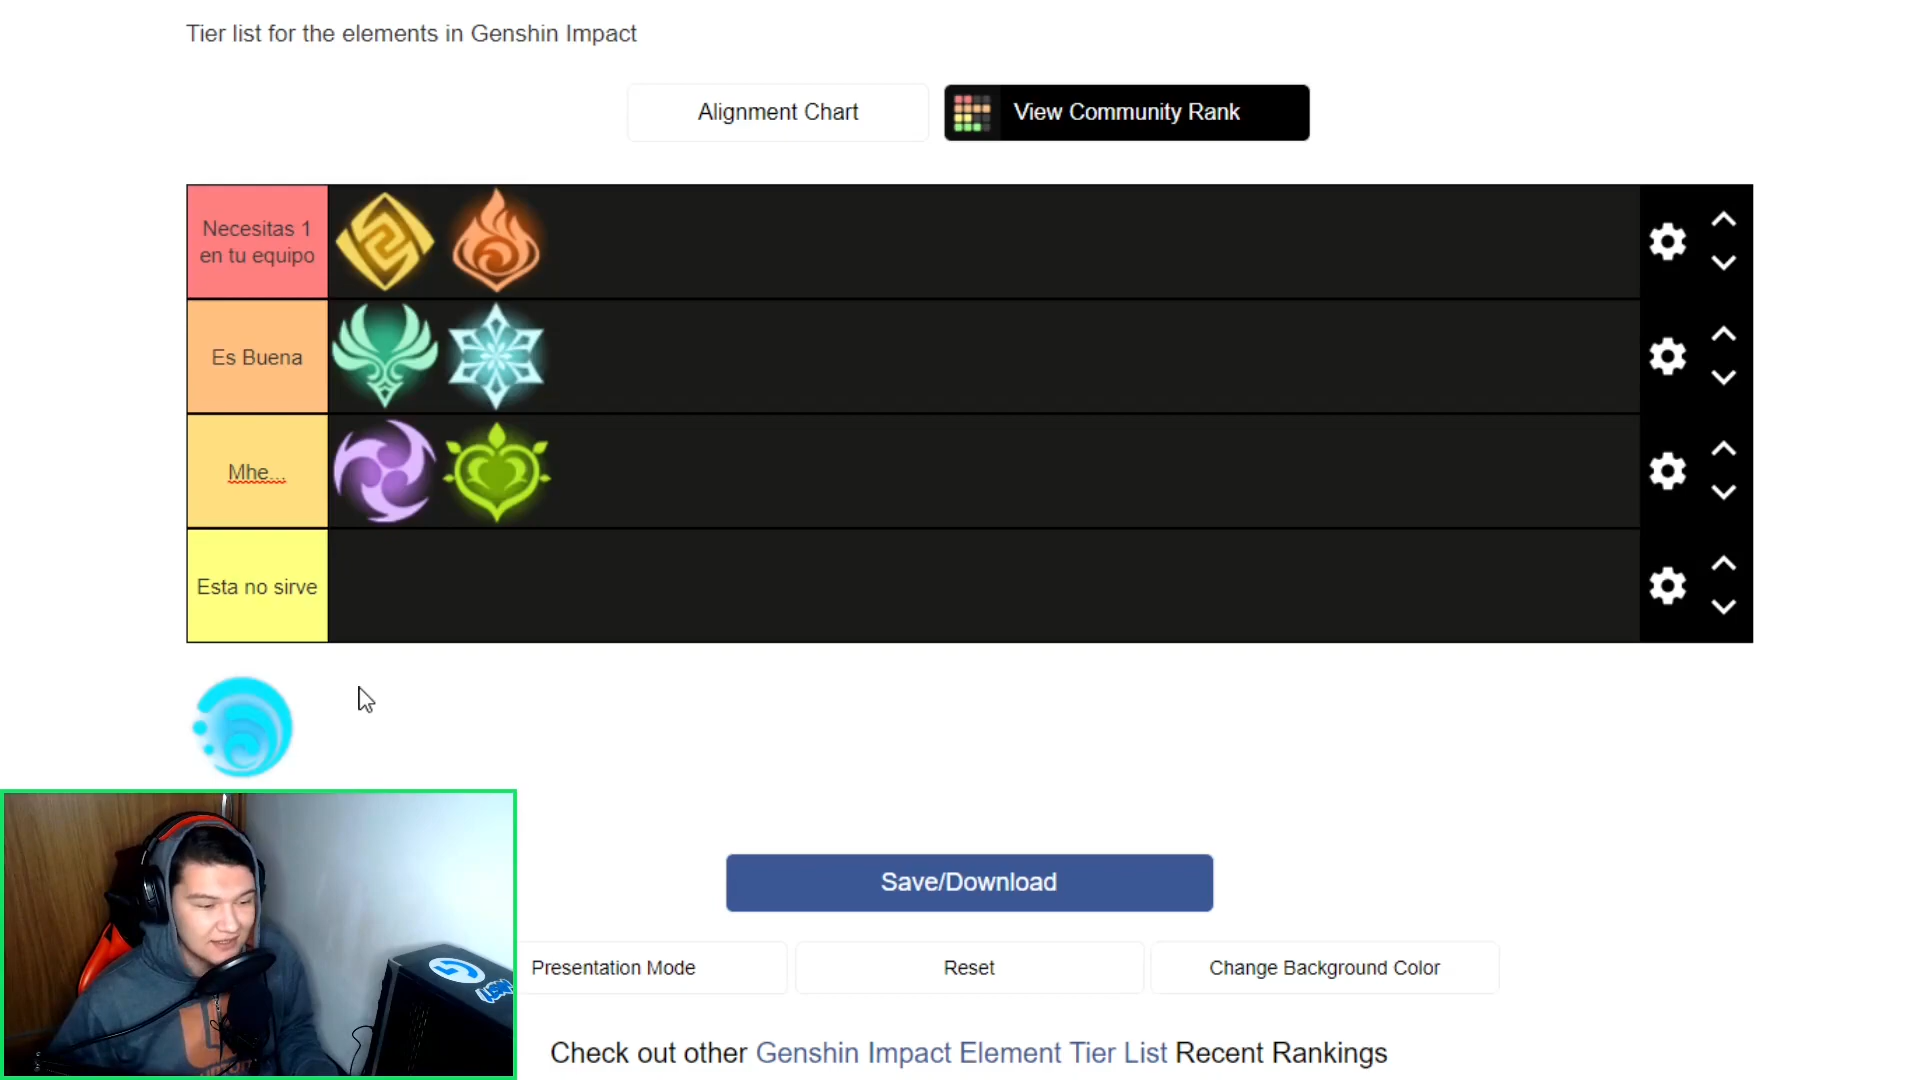 Tier list for the elements in Genshin Impact
Alignment Chart
View Community Rank
Necesitas 1
en tu equipo
Es Buena
Mhe...
Esta no sirve
Save/Download
Presentation Mode
Reset
Change Background Color
Check out other Genshin Impact Element Tier List Recent Rankings